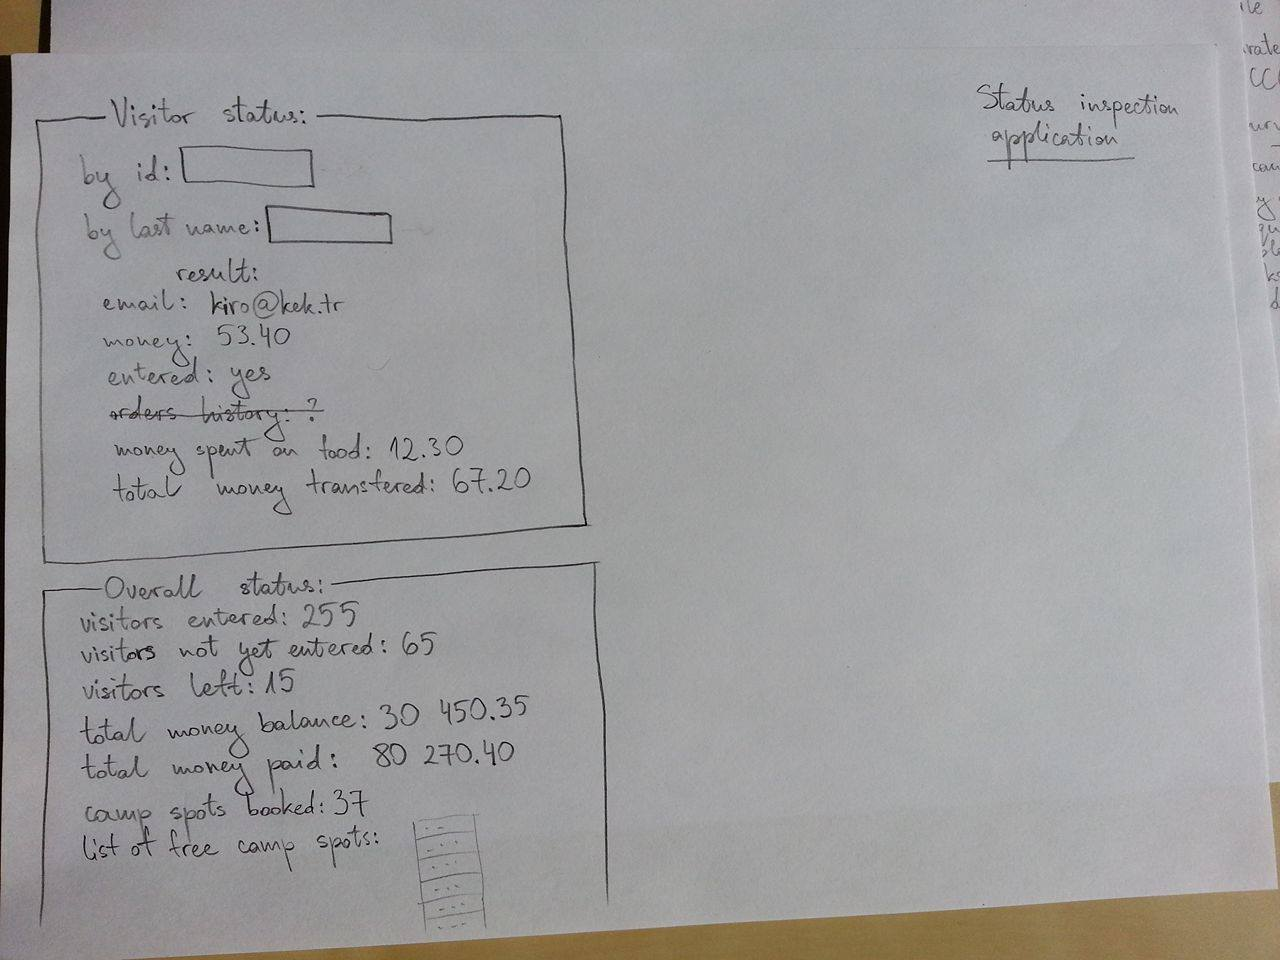 Status inspection
application
Visitor status:
by id:
by last name:
result:
email: kiro@kek.tr
money: 53.40
entered: yes
orders history: ?
money spent on food: 12.30
total money transfered: 67.20
Overall status:
visitors entered: 255
visitors not yet entered: 65
visitors left: 15
total money balance: 30 450.35
total money paid: 80 270.40
camp spots booked: 37
list of free camp spots: